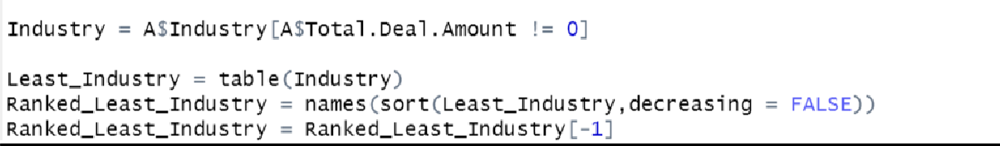 Industry = A$Industry[A$Total.Deal.Amount != 0]
Least_Industry = table(Industry)
Ranked_Least_Industry = names(sort(Least_Industry,decreasing = FALSE))
Ranked_Least_Industry = Ranked_Least_Industry[-1]